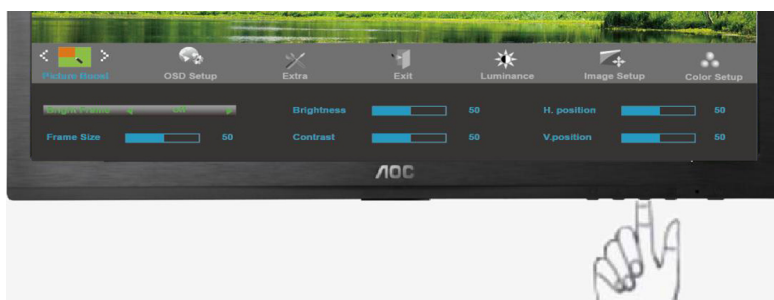 < >
Picture Boost OSD Setup Extra Exit Luminance Image Setup Color Setup
Bright Frame Brightness 50 H. position 50
Frame Size 50 Contrast 50 V.position 50
AOC